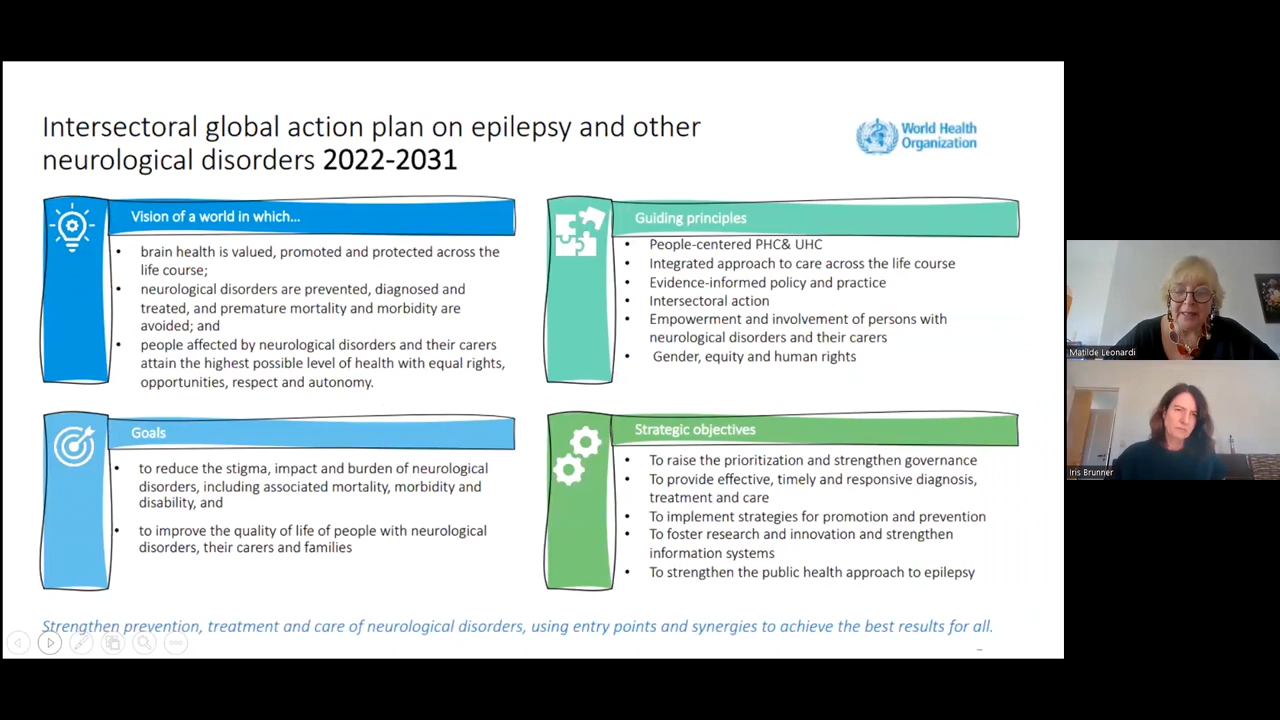 Intersectoral global action plan on epilepsy and other
neurological disorders 2022-2031
World Health
Organization
Vision of a world in which...
• brain health is valued, promoted and protected across the
life course;
• neurological disorders are prevented, diagnosed and
treated, and premature mortality and morbidity are
avoided; and
• people affected by neurological disorders and their carers
attain the highest possible level of health with equal rights,
opportunities, respect and autonomy.
Guiding principles
• People-centered PHC& UHC
• Integrated approach to care across the life course
• Evidence-informed policy and practice
• Intersectoral action
• Empowerment and involvement of persons with
neurological disorders and their carers
• Gender, equity and human rights
Goals
• to reduce the stigma, impact and burden of neurological
disorders, including associated mortality, morbidity and
disability, and
• to improve the quality of life of people with neurological
disorders, their carers and families
Strategic objectives
• To raise the prioritization and strengthen governance
• To provide effective, timely and responsive diagnosis,
treatment and care
• To implement strategies for promotion and prevention
• To foster research and innovation and strengthen
information systems
• To strengthen the public health approach to epilepsy
Strengthen prevention, treatment and care of neurological disorders, using entry points and synergies to achieve the best results for all.
Matilde Leonardi
Iris Brunner